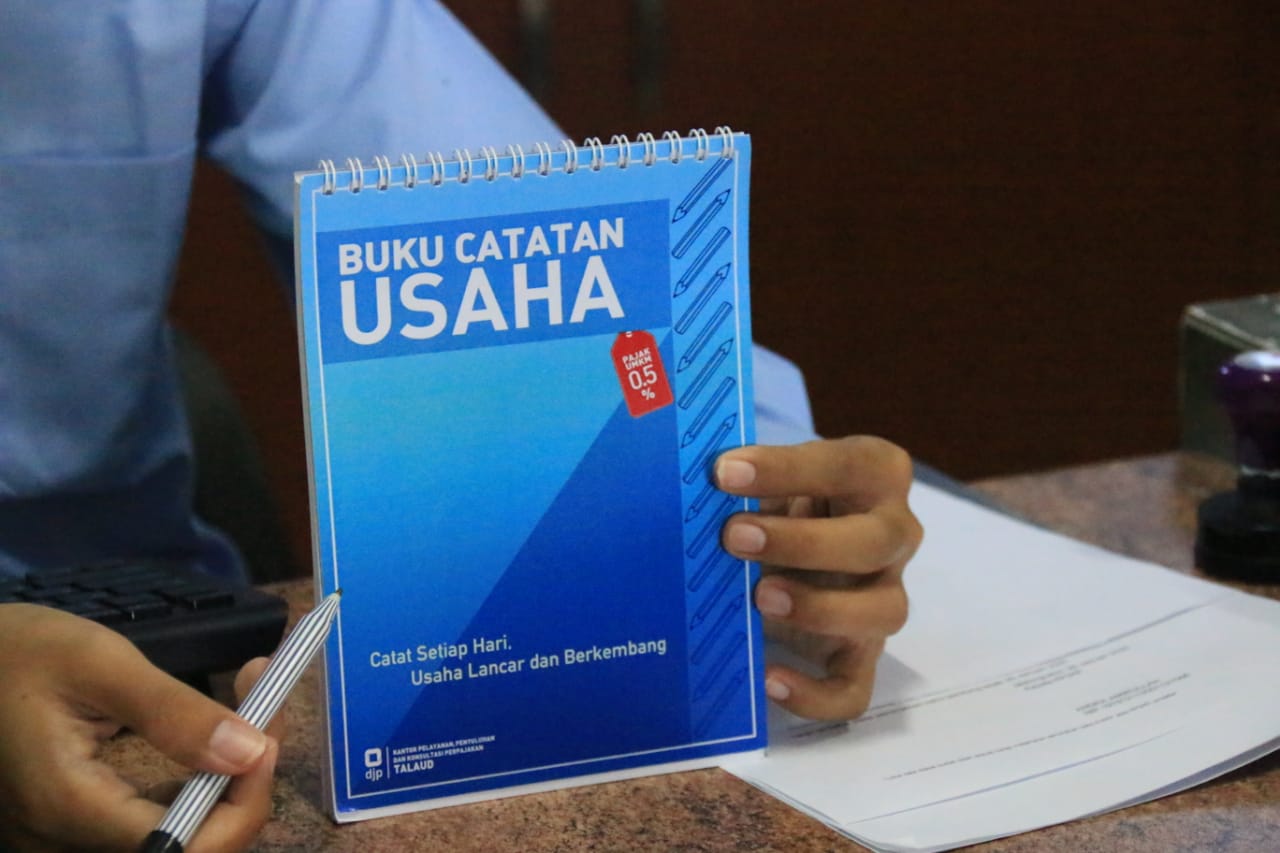 BUKU CATATAN
USAHA
PAJAK
UMKM
0.5
%
Catat Setiap Hari.
Usaha Lancar dan Berkembang
djp
KANTOR PELAYANAN, PENYULUHAN
DAN KONSULTASI PERPAJAKAN
TALAUD